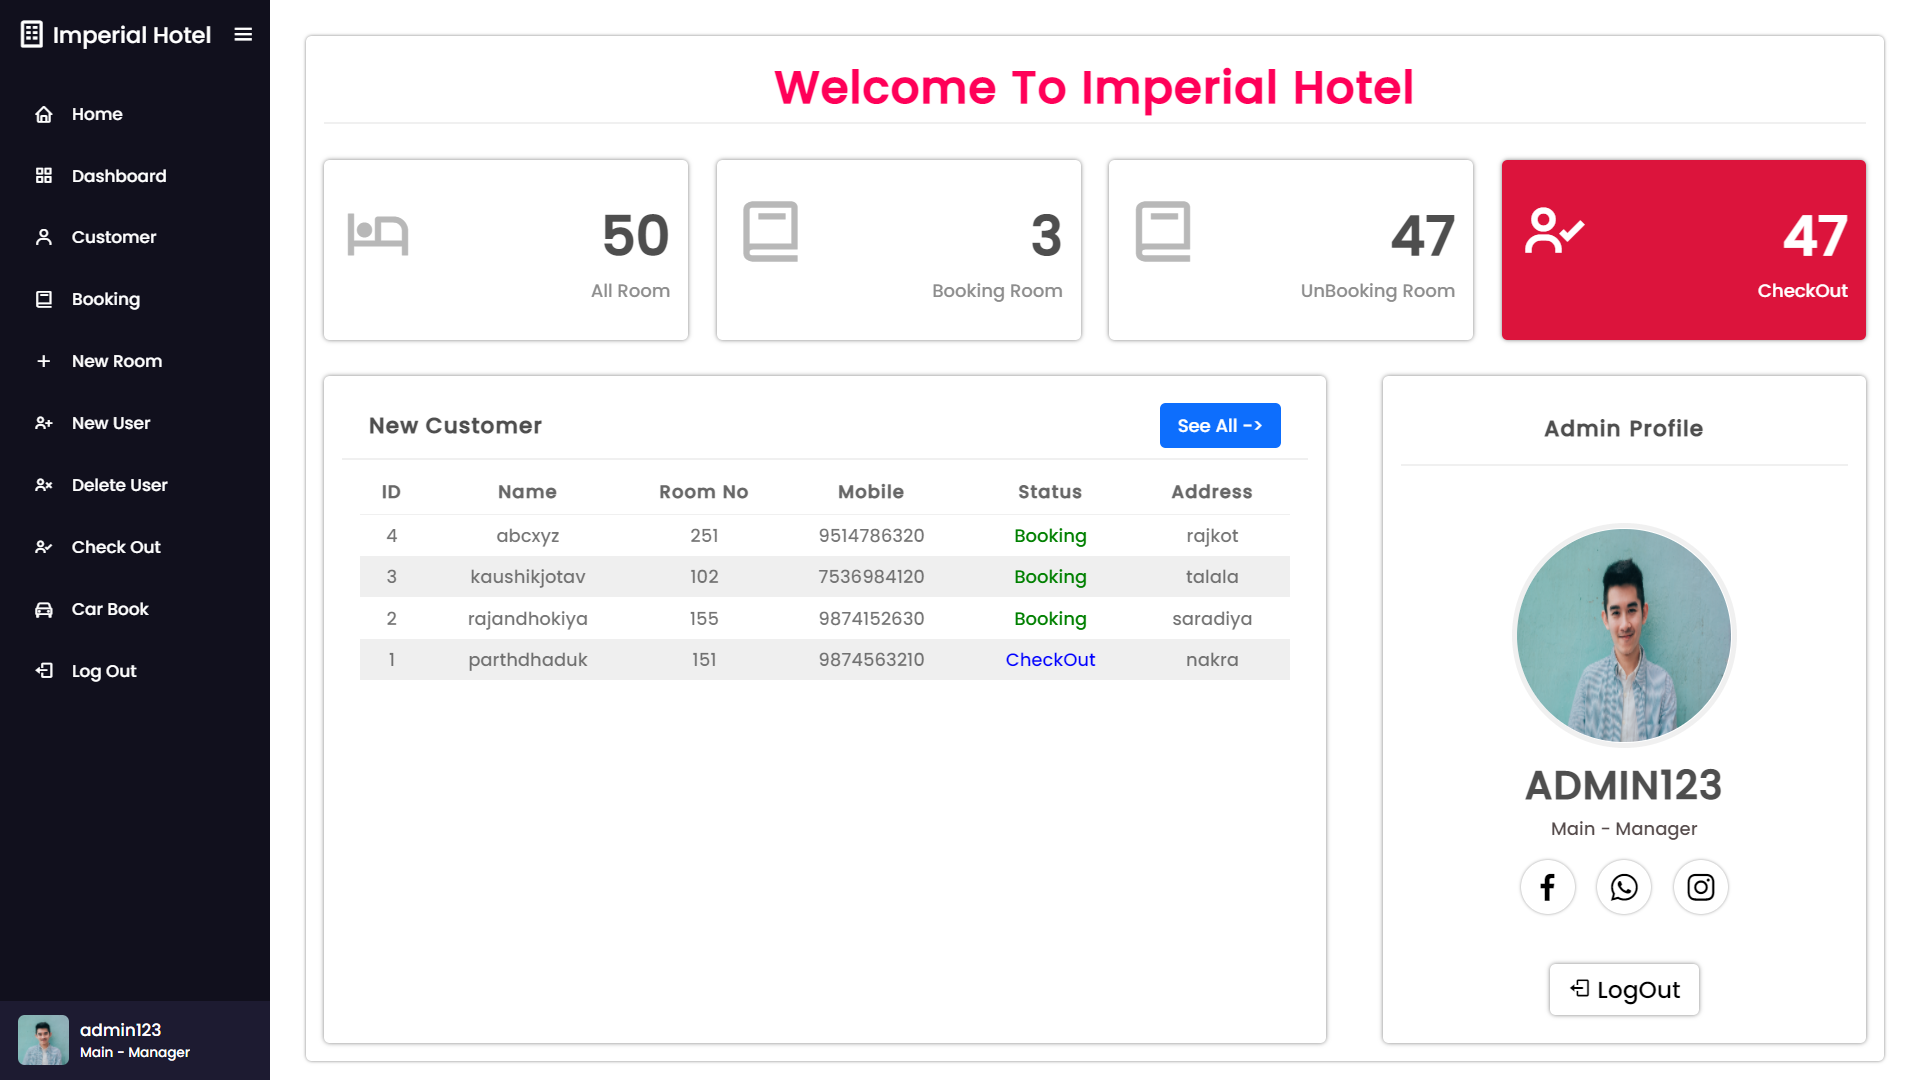 Imperial Hotel
Home
Dashboard
Customer
Booking
New Room
New User
Delete User
Check Out
Car Book
Log Out
admin123
Main - Manager
Welcome To Imperial Hotel
50
All Room
3
Booking Room
47
UnBooking Room
47
CheckOut
New Customer
See All ->
ID Name Room No Mobile Status Address
4 abcxyz 251 9514786320 Booking rajkot
3 kaushikjotav 102 7536984120 Booking talala
2 rajandhokiya 155 9874152630 Booking saradiya
1 parthdhaduk 151 9874563210 CheckOut nakra
Admin Profile
ADMIN123
Main - Manager
LogOut